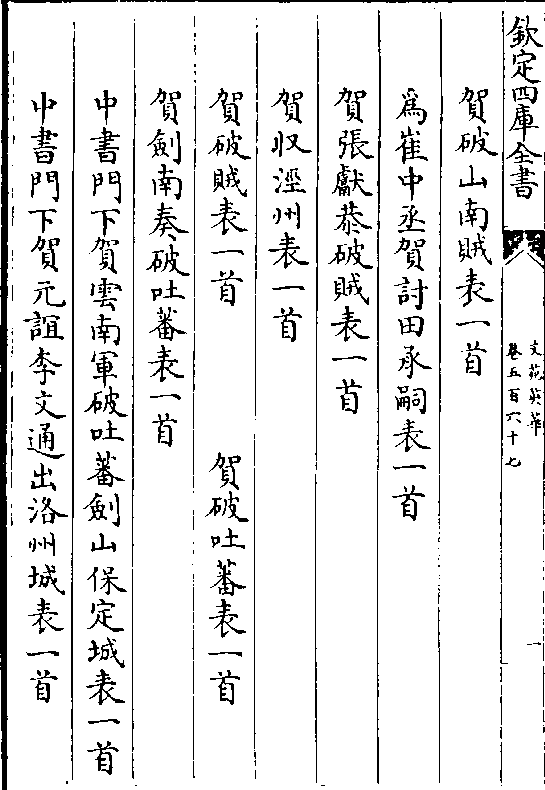 欽定四庫全書
文苑英華
卷五百六十七
一
賀破山南賊表一首
爲崔中丞賀討田承嗣表一首
賀張獻恭破賊表一首
賀収涇州表一首
賀破賊表一首 賀破吐蕃表一首
賀劍南奏破吐蕃表一首
中書門下賀雲南軍破吐蕃劍山保定城表一首
中書門下賀元誼李文通出洛州城表一首